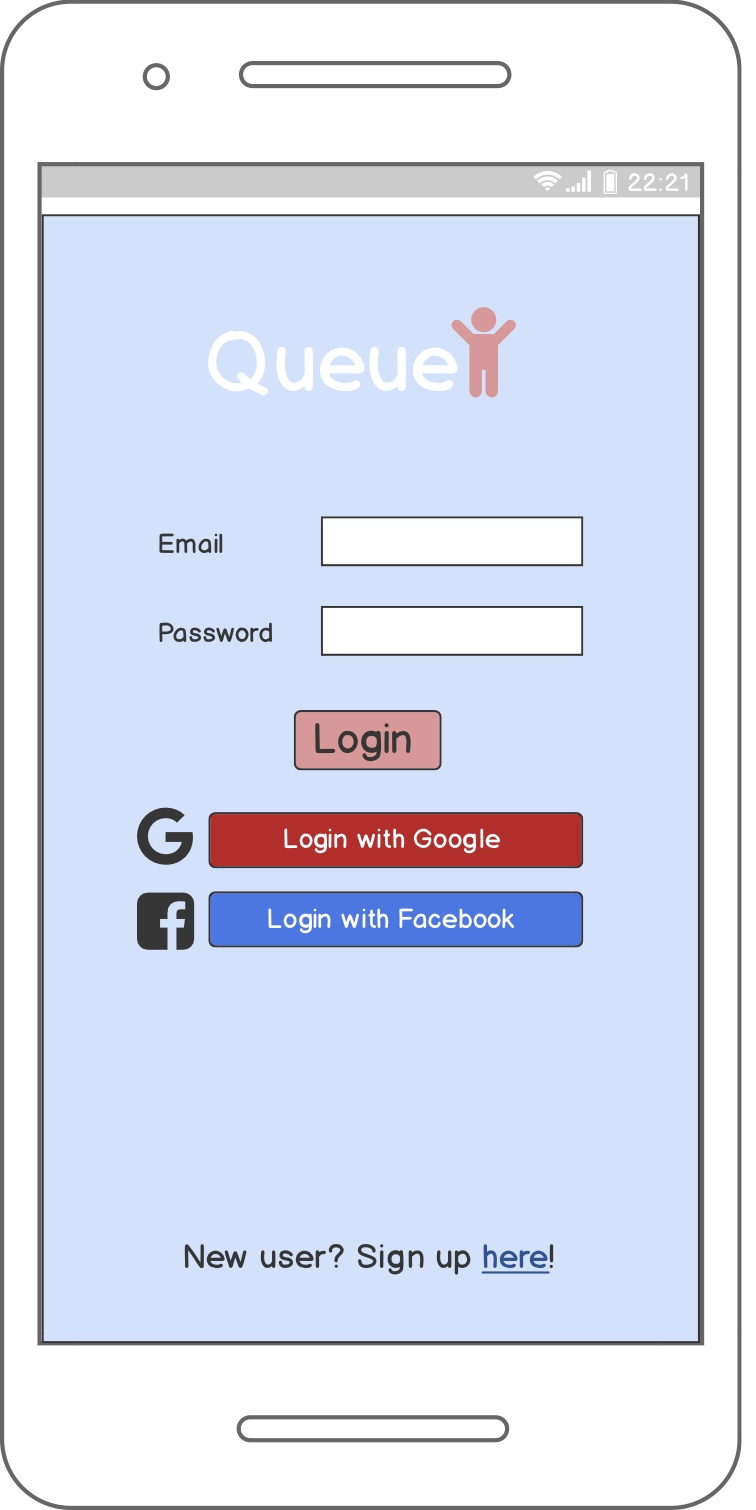 22:21
Queue
Email
Password
Login
Login with Google
Login with Facebook
New user? Sign up here!